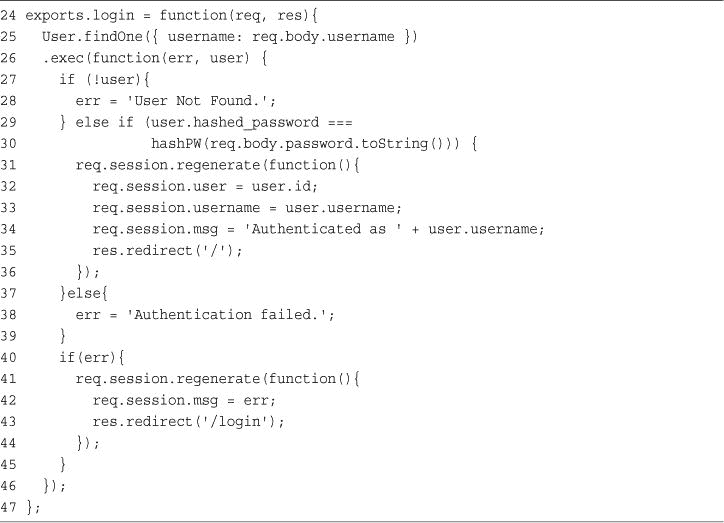 24 exports.login = function(req, res){
25   User.findOne({ username: req.body.username })
26   .exec(function(err, user) {
27     if (!user){
28       err = 'User Not Found.';
29     } else if (user.hashed_password ===
30                hashPW(req.body.password.toString())) {
31       req.session.regenerate(function(){
32         req.session.user = user.id;
33         req.session.username = user.username;
34         req.session.msg = 'Authenticated as ' + user.username;
35         res.redirect('/');
36       });
37     }else{
38       err = 'Authentication failed.';
39     }
40     if(err){
41       req.session.regenerate(function(){
42         req.session.msg = err;
43         res.redirect('/login');
44       });
45     }
46   });
47 };